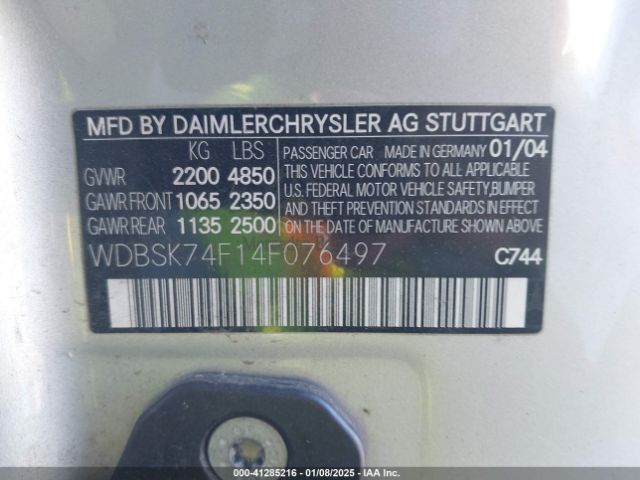 MFD BY DAIMLERCHRYSLER AG STUTTGART
KG LBS
GVWR 2200 4850
GAWR FRONT 1065 2350
GAWR REAR 1135 2500
PASSENGER CAR MADE IN GERMANY 01/04
THIS VEHICLE CONFORMS TO ALL APPLICABLE
U.S. FEDERAL MOTOR VEHICLE SAFETY, BUMPER
AND THEFT PREVENTION STANDARDS IN EFFECT
ON THE DATE OF MANUFACTURE SHOWN ABOVE
WDBSK74F14F076497 C744
000-41285216 - 01/08/2025 - IAA Inc.